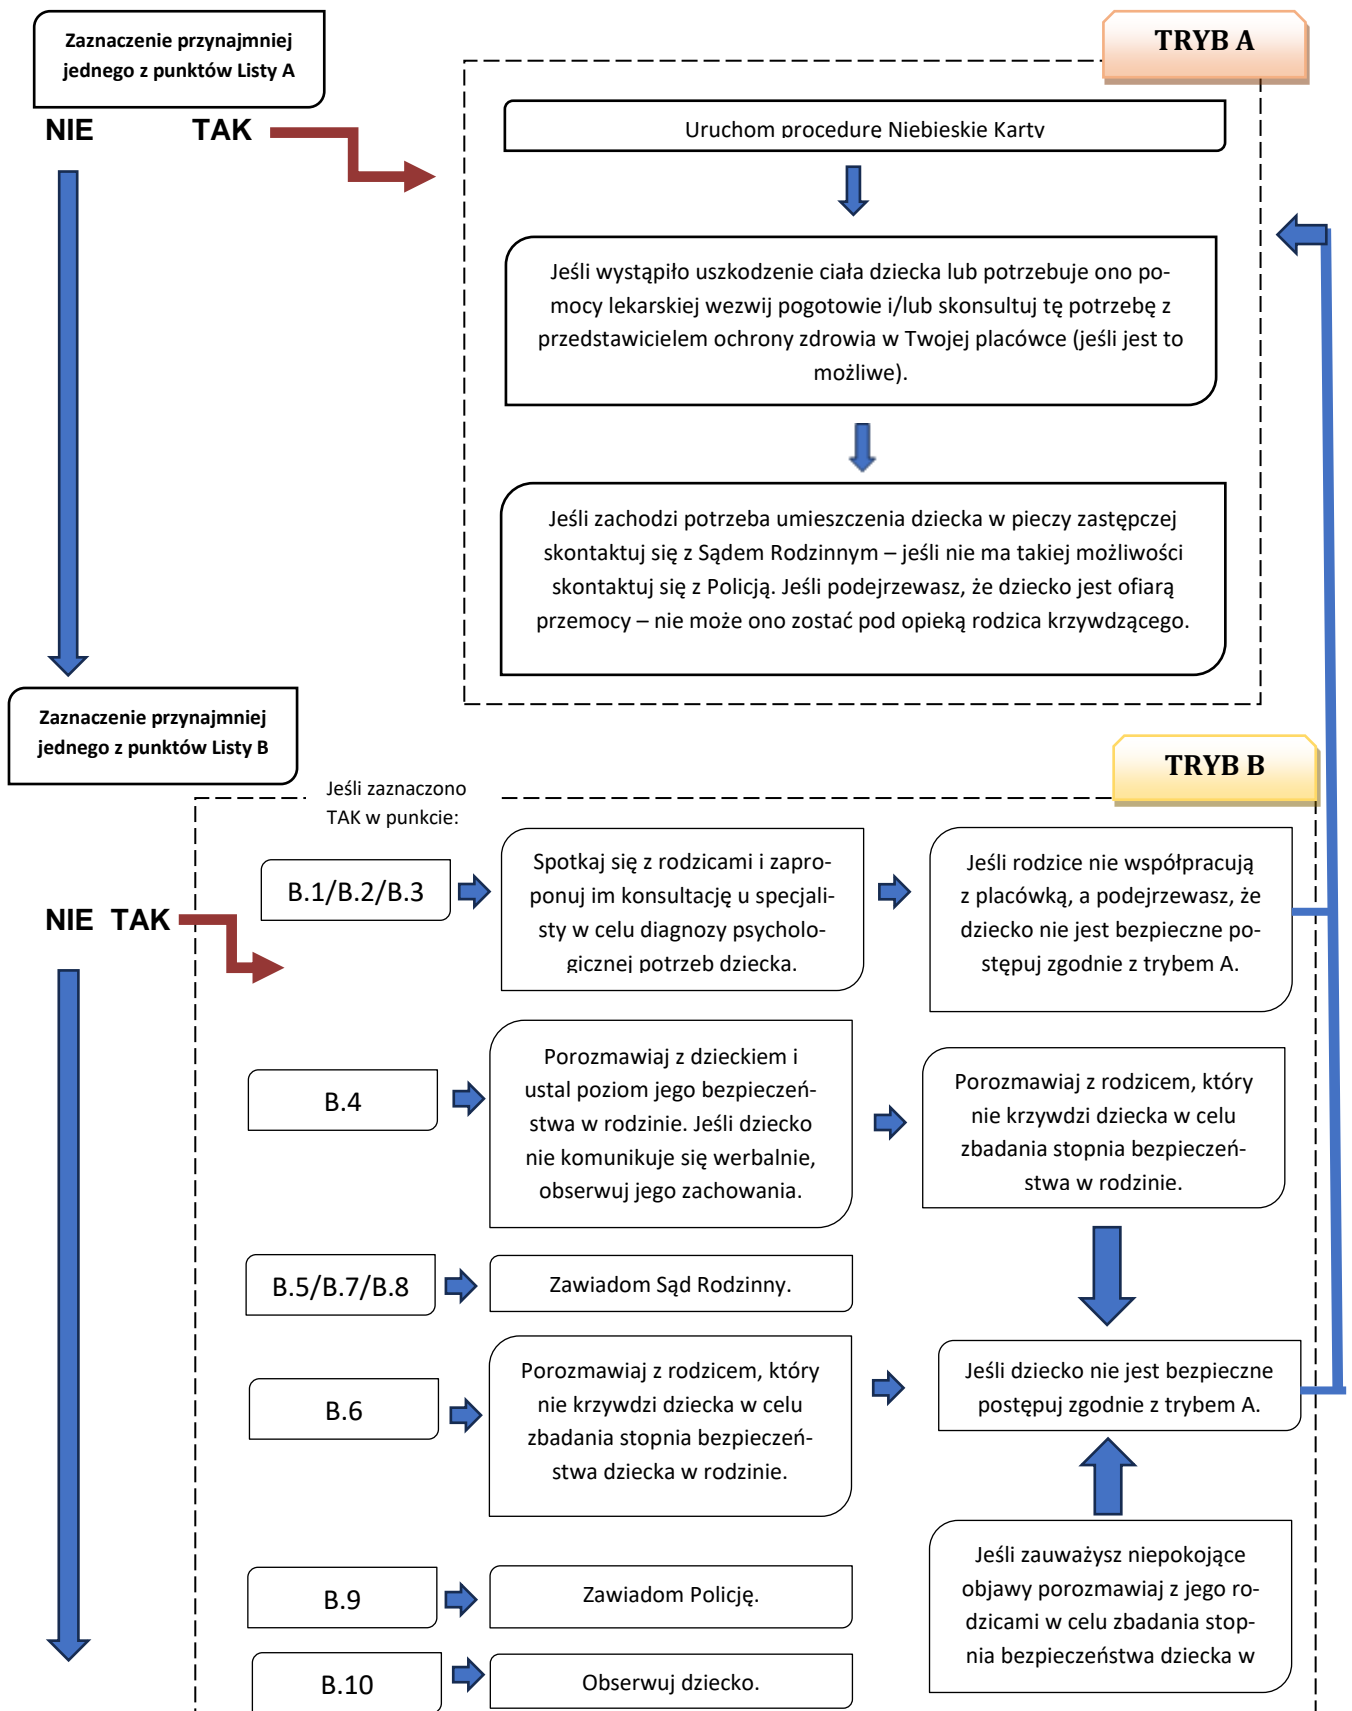 Zaznaczenie przynajmniej
jednego z punktów Listy A
TRYB A
NIE TAK
Uruchom procedurę Niebieskie Karty
Jeśli wystąpiło uszkodzenie ciała dziecka lub potrzebuje ono po-
mocy lekarskiej wezwij pogotowie i/lub skonsultuj tę potrzebę z
przedstawicielem ochrony zdrowia w Twojej placówce (jeśli jest to
możliwe).
Jeśli zachodzi potrzeba umieszczenia dziecka w pieczy zastępczej
skontaktuj się z Sądem Rodzinnym – jeśli nie ma takiej możliwości
skontaktuj się z Policją. Jeśli podejrzewasz, że dziecko jest ofiarą
przemocy – nie może ono zostać pod opieką rodzica krzywdzącego.
Zaznaczenie przynajmniej
jednego z punktów Listy B
TRYB B
Jeśli zaznaczono
TAK w punkcie:
NIE TAK
B.1/B.2/B.3
Spotkaj się z rodzicami i zapro-
ponuj im konsultację u specjali-
sty w celu diagnozy psycholo-
gicznej potrzeb dziecka.
Jeśli rodzice nie współpracują
z placówką, a podejrzewasz, że
dziecko nie jest bezpieczne po-
stępuj zgodnie z trybem A.
B.4
Porozmawiaj z dzieckiem i
ustal poziom jego bezpieczeń-
stwa w rodzinie. Jeśli dziecko
nie komunikuje się werbalnie,
obserwuj jego zachowania.
Porozmawiaj z rodzicem, który
nie krzywdzi dziecka w celu
zbadania stopnia bezpieczeń-
stwa w rodzinie.
B.5/B.7/B.8
Zawiadom Sąd Rodzinny.
B.6
Porozmawiaj z rodzicem, który
nie krzywdzi dziecka w celu
zbadania stopnia bezpieczeń-
stwa dziecka w rodzinie.
Jeśli dziecko nie jest bezpieczne
postępuj zgodnie z trybem A.
B.9
Zawiadom Policję.
B.10
Obserwuj dziecko.
Jeśli zauważysz niepokojące
objawy porozmawiaj z jego ro-
dzicami w celu zbadania stop-
nia bezpieczeństwa dziecka w